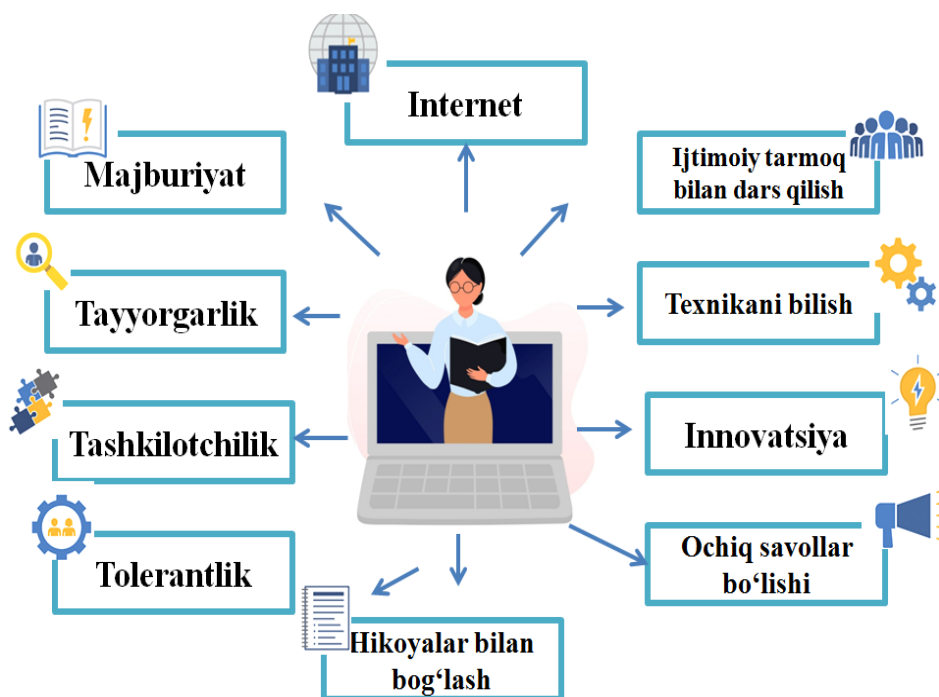 Internet
Majburiyat
Ijtimoiy tarmoq
bilan dars qilish
Tayyorgarlik
Texnikani bilish
Tashkilotchilik
Innovatsiya
Tolerantlik
Ochiq savollar
bo‘lishi
Hikoyalar bilan
bog‘lash